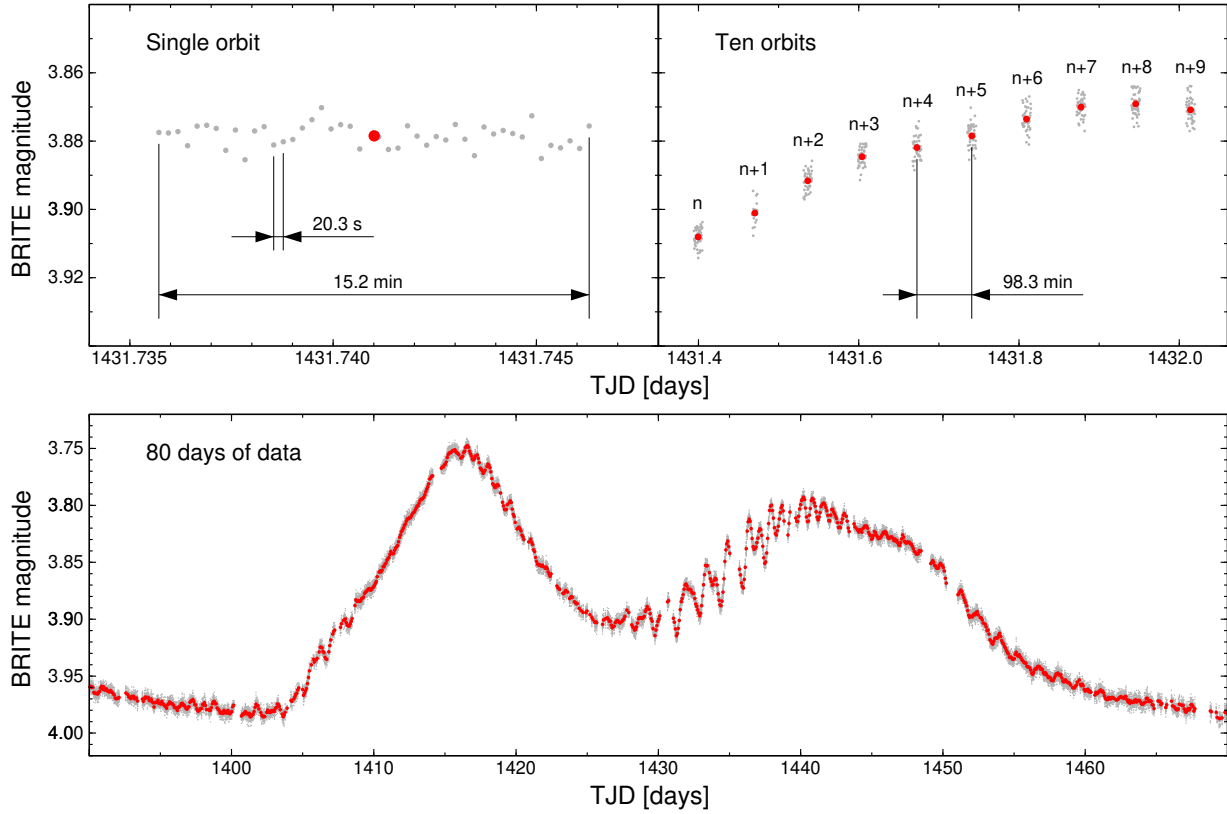 Single orbit
3.86
3.88
3.90
3.92
BRITE magnitude
20.3 s
15.2 min
1431.735
1431.740
1431.745
Ten orbits
n
n+1
n+2
n+3
n+4
n+5
n+6
n+7
n+8
n+9
98.3 min
1431.4
1431.6
1431.8
1432.0
TJD [days]
80 days of data
3.75
3.80
3.85
3.90
3.95
4.00
BRITE magnitude
1400
1410
1420
1430
1440
1450
1460
TJD [days]